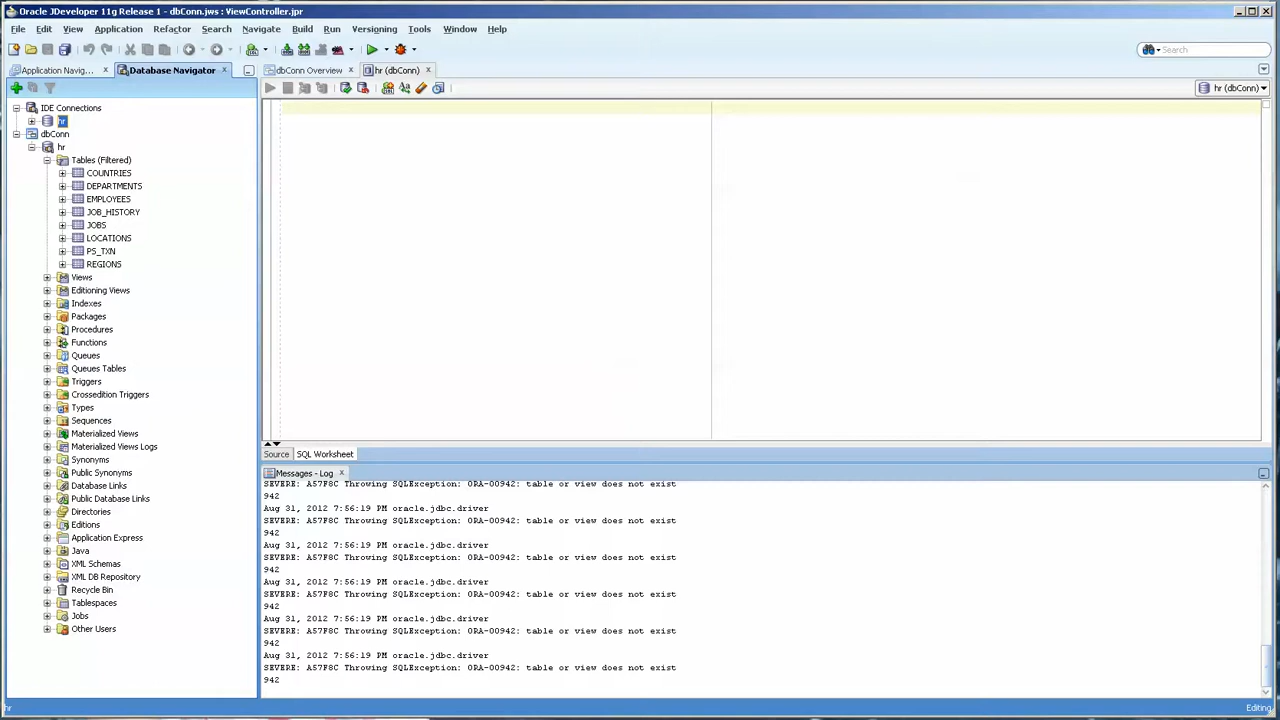 Oracle JDeveloper 11g Release 1 - dbConn.jws : ViewController.jpr
File Edit View Application Refactor Search Navigate Build Run Versioning Tools Window Help
Search
Application Navig...
Database Navigator
dbConn Overview
hr (dbConn)
hr (dbConn)
IDE Connections
hr
dbConn
hr
Tables (Filtered)
COUNTRIES
DEPARTMENTS
EMPLOYEES
JOB_HISTORY
JOBS
LOCATIONS
PS_TXN
REGIONS
Views
Editioning Views
Indexes
Packages
Procedures
Functions
Queues
Queues Tables
Triggers
Crossedition Triggers
Types
Sequences
Materialized Views
Materialized Views Logs
Synonyms
Public Synonyms
Database Links
Public Database Links
Directories
Editions
Application Express
Java
XML Schemas
XML DB Repository
Recycle Bin
Tablespaces
Jobs
Other Users
Source
SQL Worksheet
Messages - Log
SEVERE: A57F8C Throwing SQLException: ORA-00942: table or view does not exist
942
Aug 31, 2012 7:56:19 PM oracle.jdbc.driver
SEVERE: A57F8C Throwing SQLException: ORA-00942: table or view does not exist
942
Aug 31, 2012 7:56:19 PM oracle.jdbc.driver
SEVERE: A57F8C Throwing SQLException: ORA-00942: table or view does not exist
942
Aug 31, 2012 7:56:19 PM oracle.jdbc.driver
SEVERE: A57F8C Throwing SQLException: ORA-00942: table or view does not exist
942
Aug 31, 2012 7:56:19 PM oracle.jdbc.driver
SEVERE: A57F8C Throwing SQLException: ORA-00942: table or view does not exist
942
Aug 31, 2012 7:56:19 PM oracle.jdbc.driver
SEVERE: A57F8C Throwing SQLException: ORA-00942: table or view does not exist
942
hr
Editing